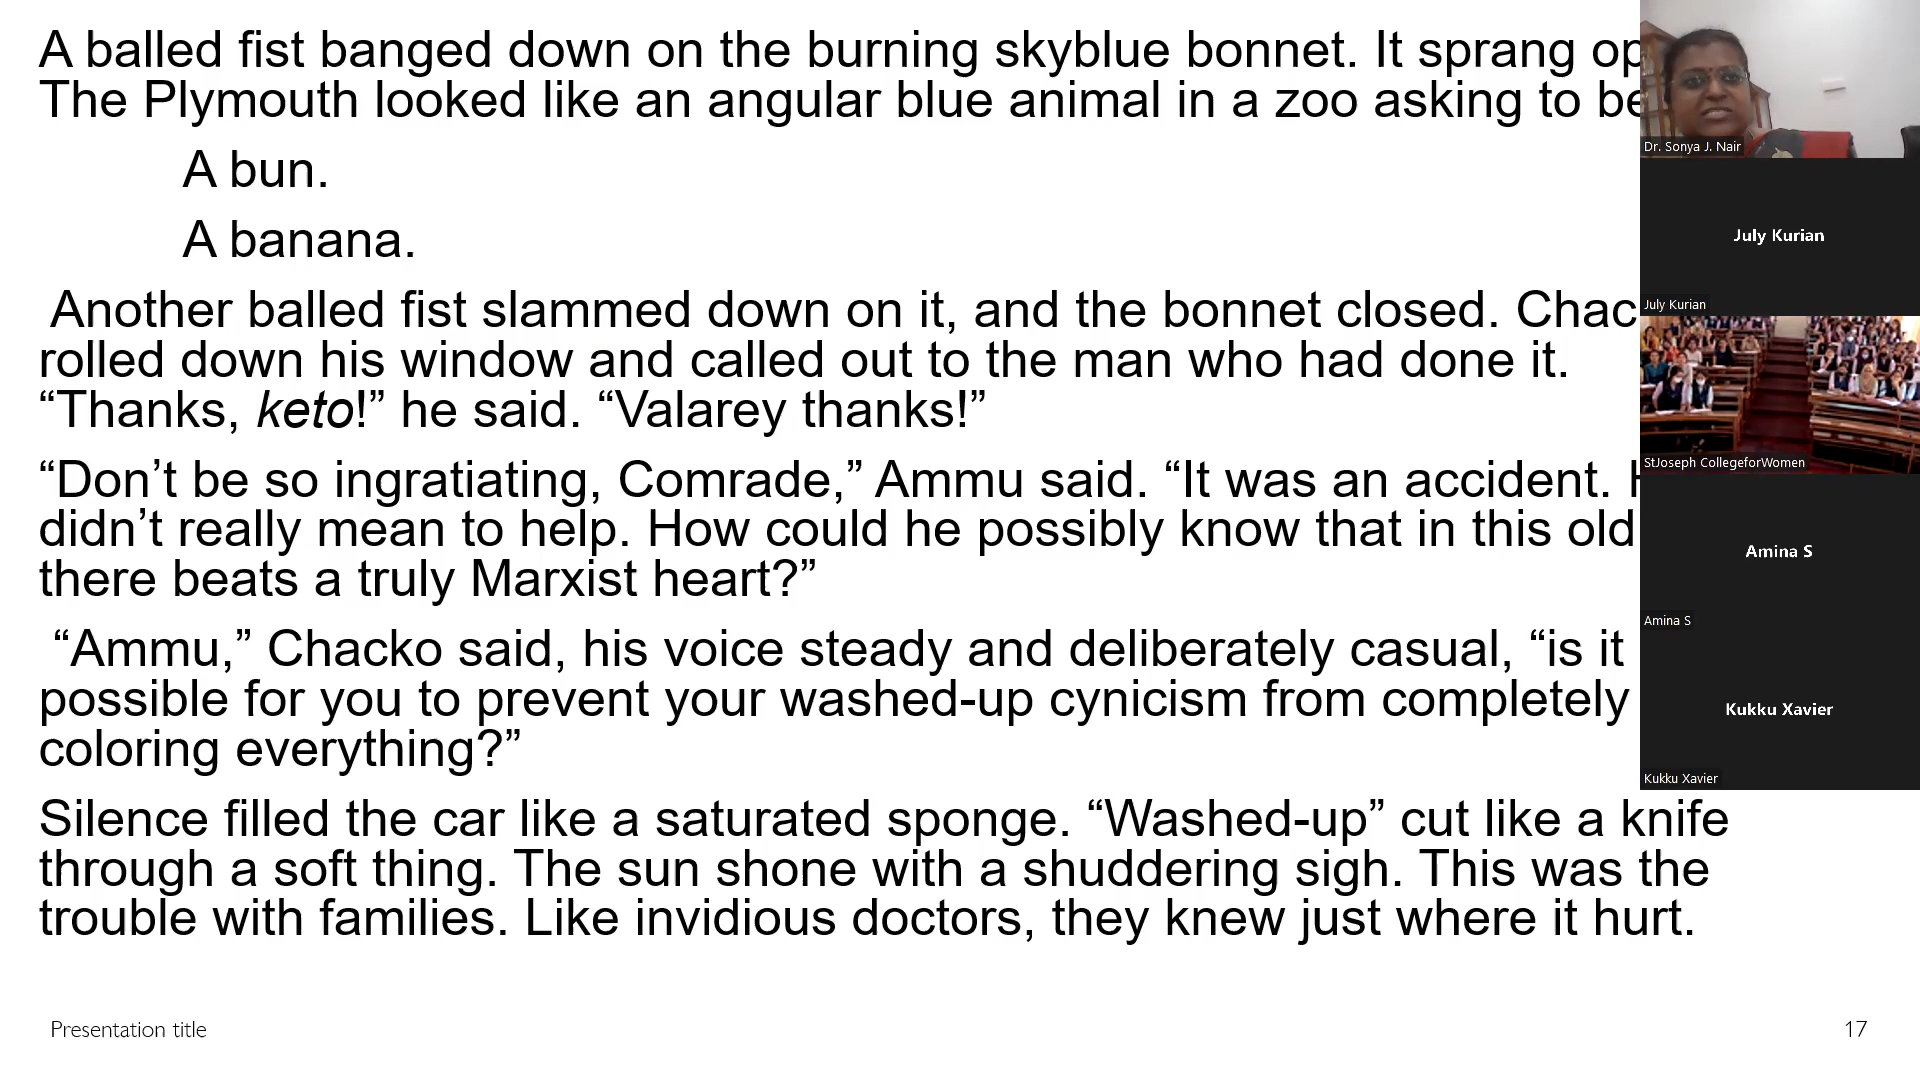 A balled fist banged down on the burning skyblue bonnet. It sprang
The Plymouth looked like an angular blue animal in a zoo asking to
A bun.
A banana.
Another balled fist slammed down on it, and the bonnet closed. Chac
rolled down his window and called out to the man who had done it.
“Thanks, keto!” he said. “Valarey thanks!”
“Don’t be so ingratiating, Comrade,” Ammu said. “It was an accident.
didn’t really mean to help. How could he possibly know that in this old
there beats a truly Marxist heart?”
“Ammu,” Chacko said, his voice steady and deliberately casual, “is it
possible for you to prevent your washed-up cynicism from completely
coloring everything?”
Silence filled the car like a saturated sponge. “Washed-up” cut like a knife
through a soft thing. The sun shone with a shuddering sigh. This was the
trouble with families. Like invidious doctors, they knew just where it hurt.
Presentation title
17
Dr. Sonya J. Nair
July Kurian
July Kurian
StJoseph CollegeforWomen
Amina S
Amina S
Kukku Xavier
Kukku Xavier